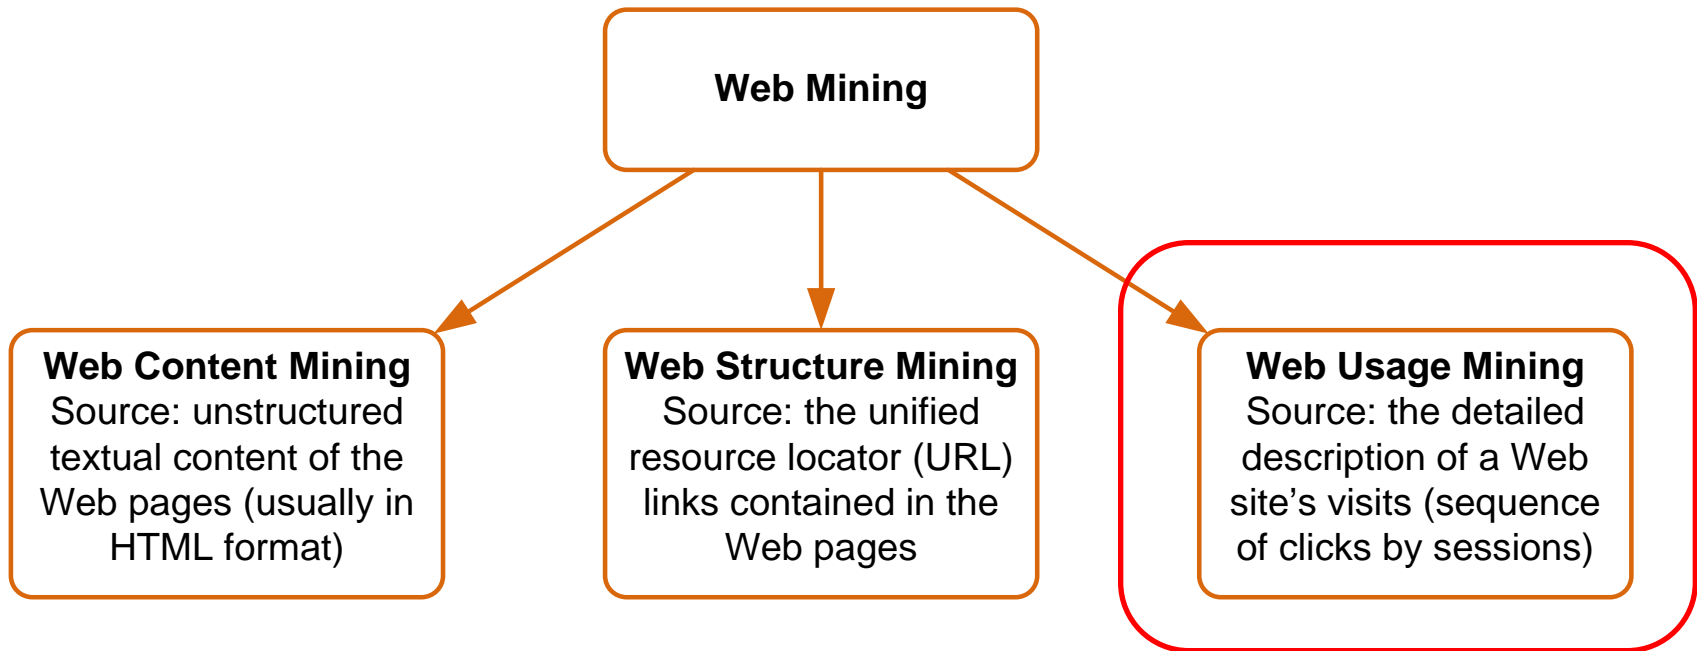 Web Mining
Web Content Mining
Source: unstructured
textual content of the
Web pages (usually in
HTML format)
Web Structure Mining
Source: the unified
resource locator (URL)
links contained in the
Web pages
Web Usage Mining
Source: the detailed
description of a Web
site’s visits (sequence
of clicks by sessions)